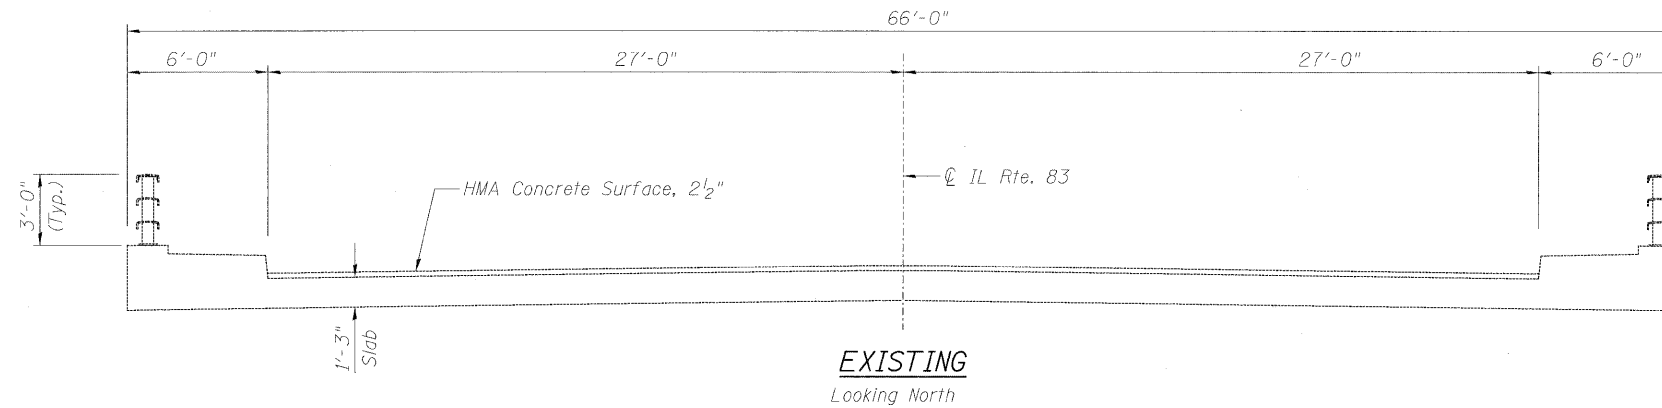 66'-0"
6'-0"
27'-0"
27'-0"
6'-0"
3'-0"
(Typ.)
HMA Concrete Surface, 2½"
℄ IL Rte. 83
1'-3"
Slab
EXISTING
Looking North